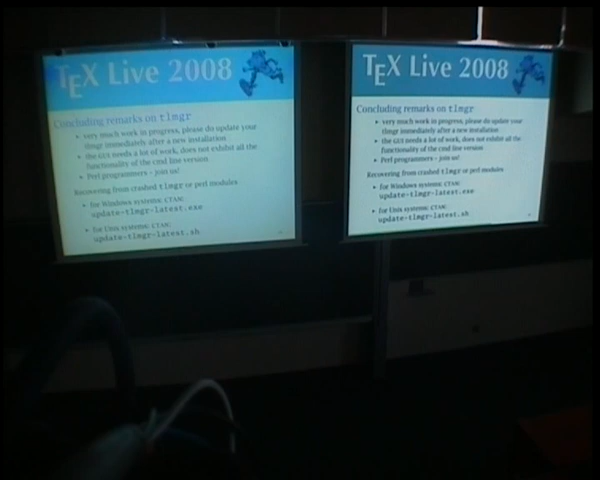 TEX Live 2008
Concluding remarks on tlmgr
• very much work in progress, please do update your
tlmgr immediately after a new installation
• the GUI needs a lot of work, does not exhibit all the
functionality of the cmd line version
• Perl programmers – join us!
Recovering from crashed tlmgr or perl modules
• for Windows systems: CTAN:
update-tlmgr-latest.exe
• for Unix systems: CTAN:
update-tlmgr-latest.sh
TEX Live 2008
Concluding remarks on tlmgr
• very much work in progress, please do update your
tlmgr immediately after a new installation
• the GUI needs a lot of work, does not exhibit all the
functionality of the cmd line version
• Perl programmers – join us!
Recovering from crashed tlmgr or perl modules
• for Windows systems: CTAN:
update-tlmgr-latest.exe
• for Unix systems: CTAN:
update-tlmgr-latest.sh